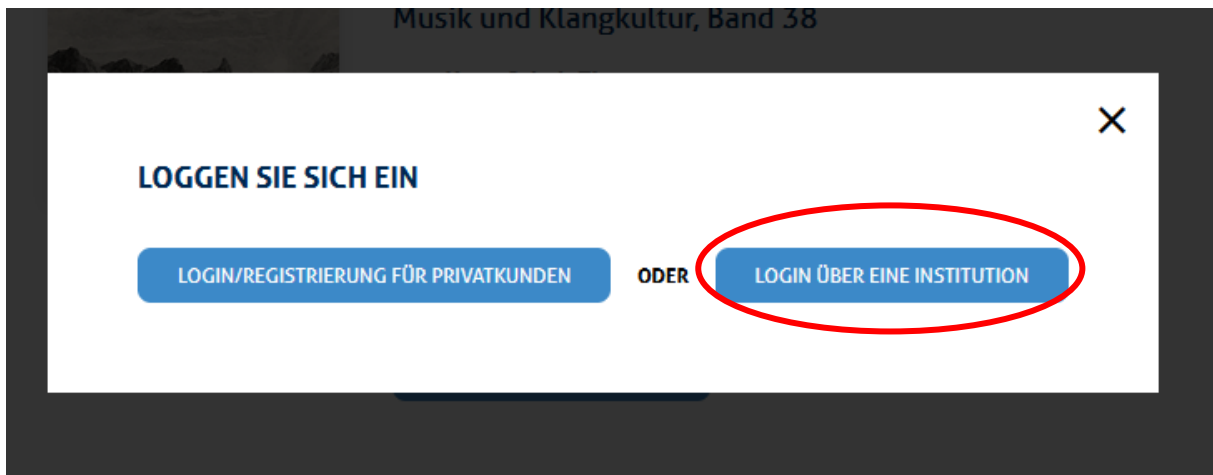 Musik und Klangkultur, Band 38
LOGGEN SIE SICH EIN
LOGIN/REGISTRIERUNG FÜR PRIVATKUNDEN ODER LOGIN ÜBER EINE INSTITUTION